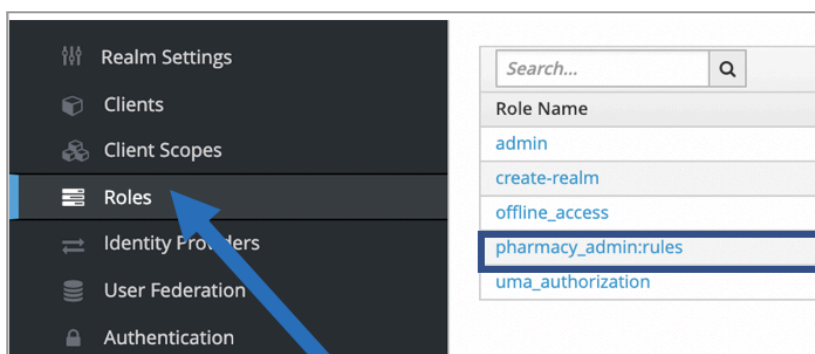 Realm Settings
Clients
Client Scopes
Roles
Identity Providers
User Federation
Authentication
Search...
Role Name
admin
create-realm
offline_access
pharmacy_admin:rules
uma_authorization